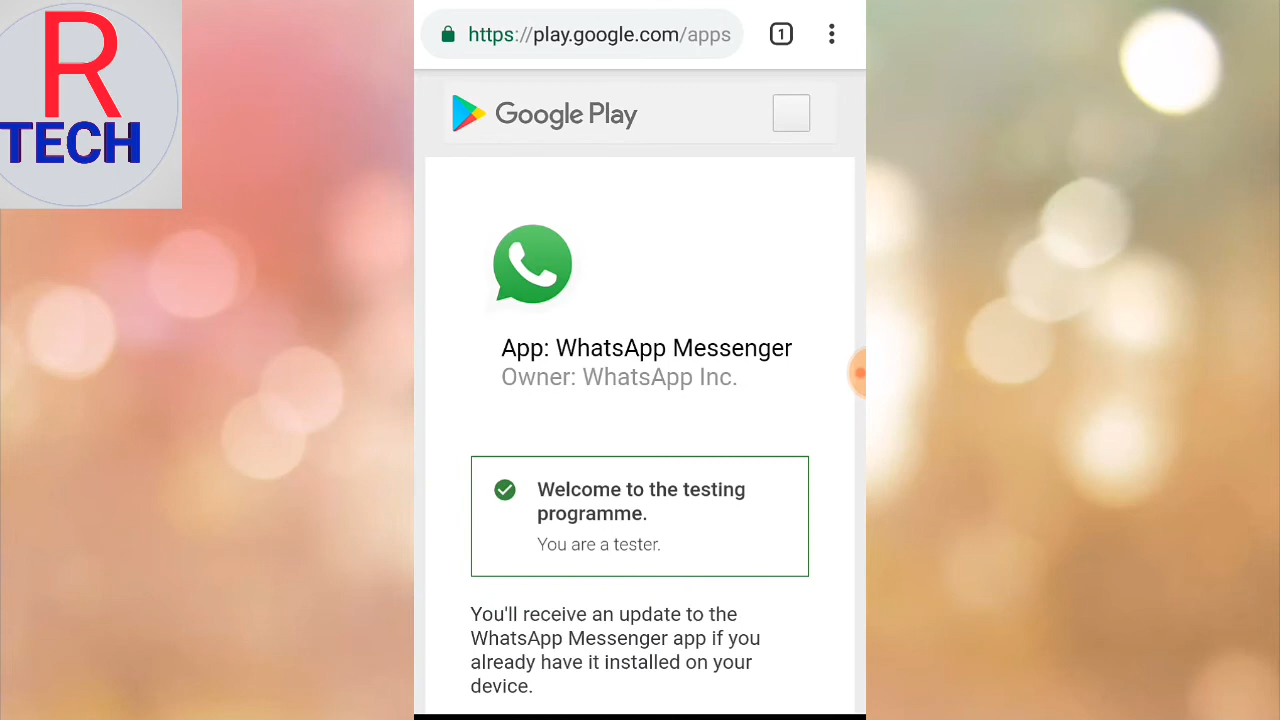 R
TECH
https://play.google.com/apps
1
Google Play
App: WhatsApp Messenger
Owner: WhatsApp Inc.
Welcome to the testing
programme.
You are a tester.
You'll receive an update to the
WhatsApp Messenger app if you
already have it installed on your
device.